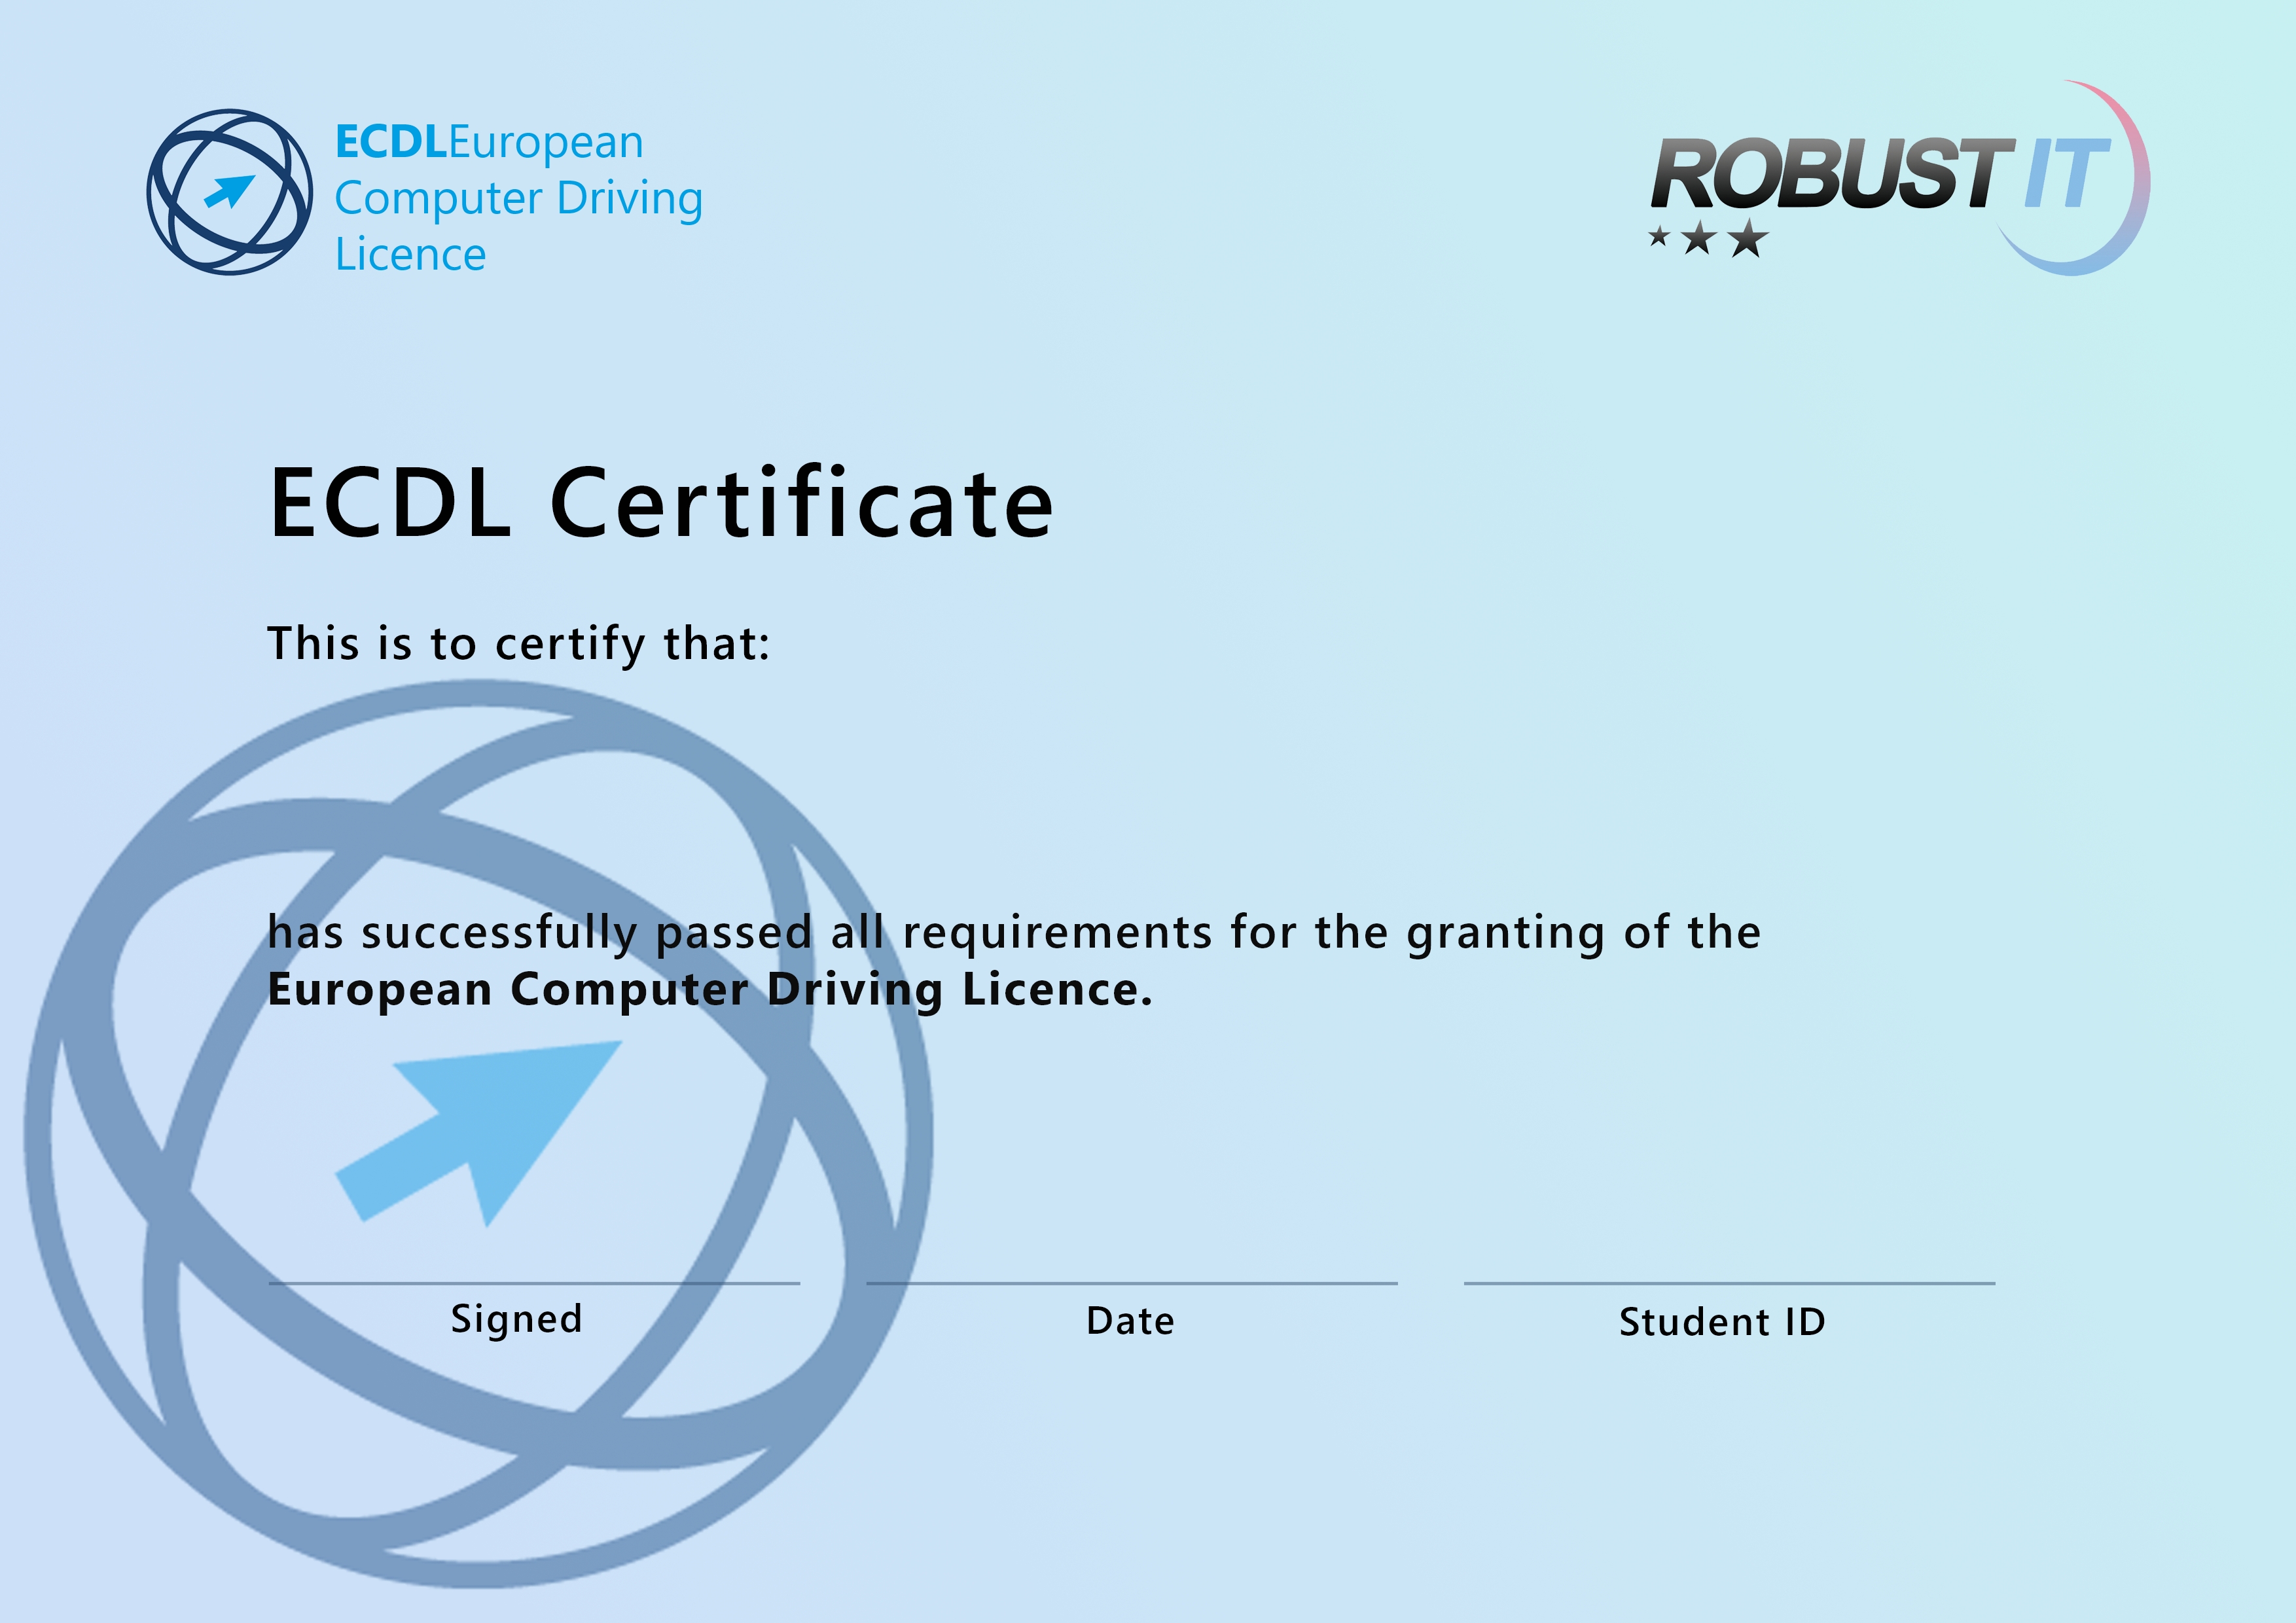 ECDLEuropean
Computer Driving
Licence
ROBUST IT
ECDL Certificate
This is to certify that:
has successfully passed all requirements for the granting of the
European Computer Driving Licence.
Signed
Date
Student ID